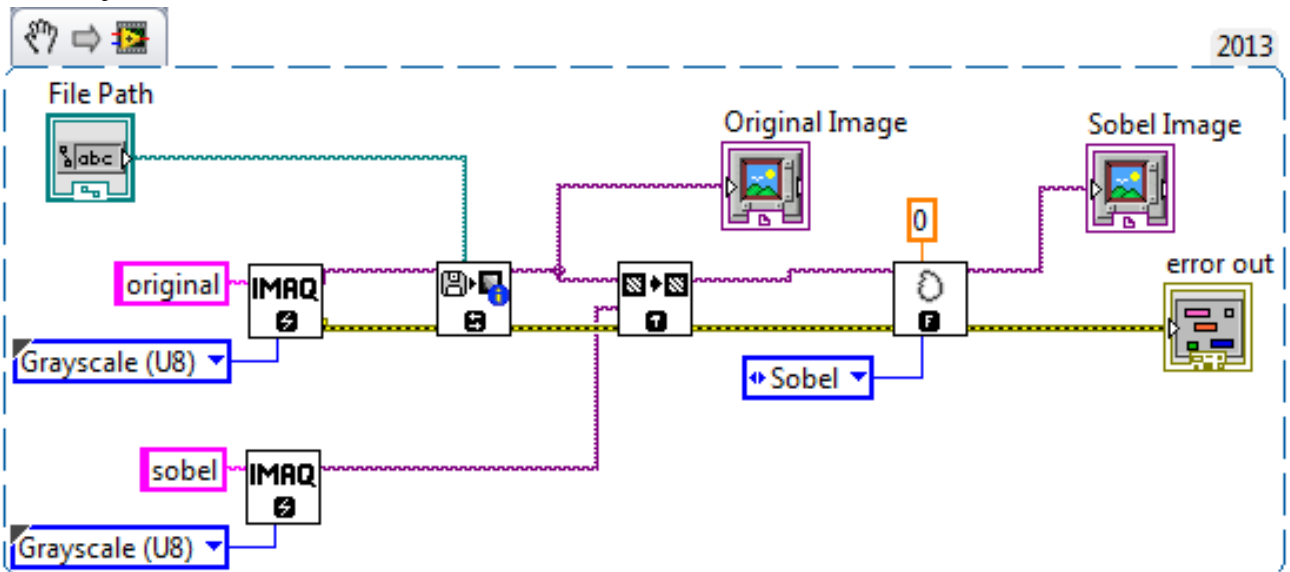 2013
File Path
abc
Original Image
Sobel Image
0
error out
original
IMAQ
T
F
Grayscale (U8)
Sobel
sobel
IMAQ
Grayscale (U8)